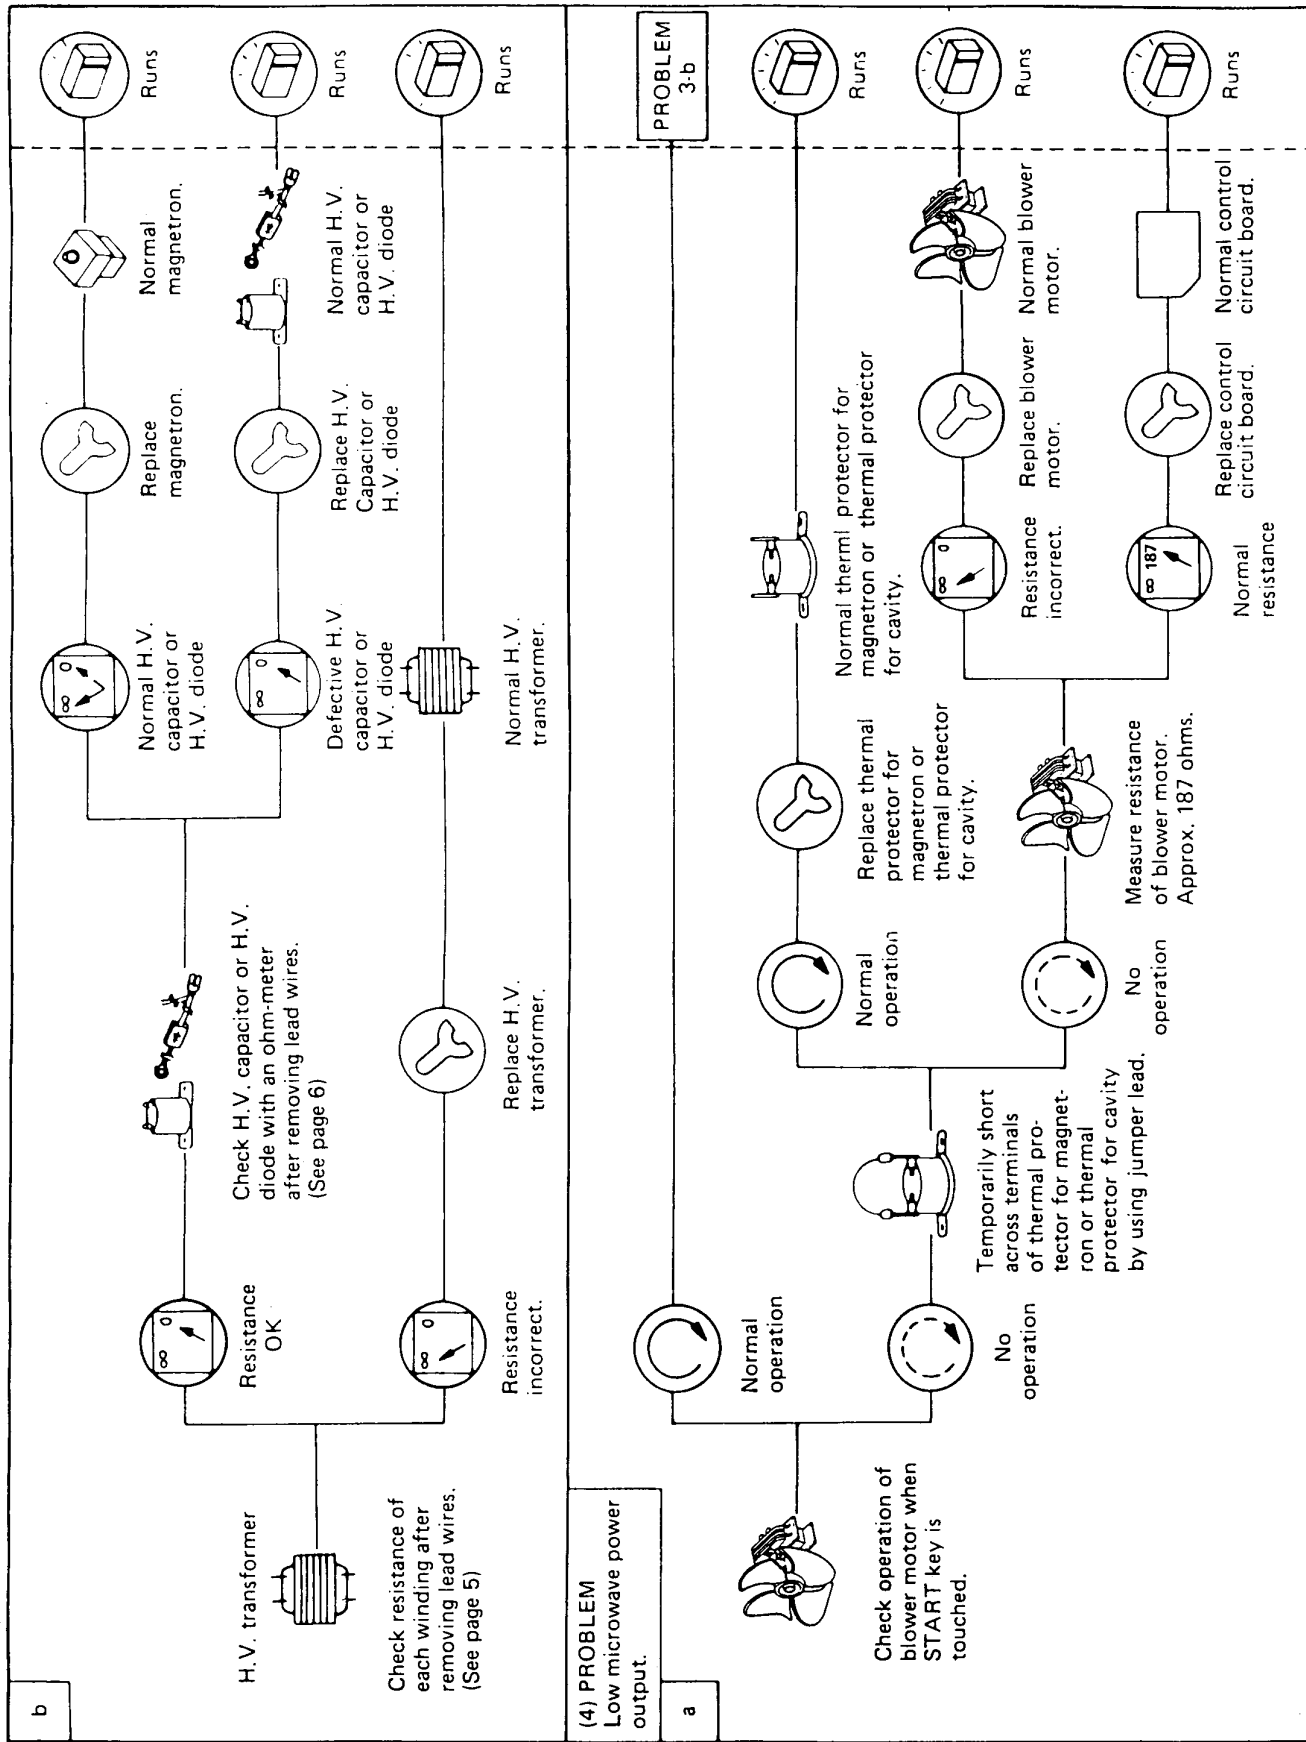 b
H.V. transformer
Check resistance of
each winding after
removing lead wires.
(See page 5)
∞ 0
Resistance
OK
∞ 0
Resistance
incorrect.
Check H.V. capacitor or H.V.
diode with an ohm-meter
after removing lead wires.
(See page 6)
Replace H.V.
transformer.
∞ 0
Normal H.V.
capacitor or
H.V. diode
∞ 0
Defective H.V.
capacitor or
H.V. diode
Normal H.V.
transformer.
Replace
magnetron.
Replace H.V.
Capacitor or
H.V. diode
Normal
magnetron.
Normal H.V.
capacitor or
H.V. diode
Runs
Runs
Runs
(4) PROBLEM
Low microwave power
output.
a
Check operation of
blower motor when
START key is
touched.
Normal
operation
No
operation
Temporarily short
across terminals
of thermal pro-
tector for magnet-
ron or thermal
protector for cavity
by using jumper lead.
Normal
operation
No
operation
Replace thermal
protector for
magnetron or
thermal protector
for cavity.
Measure resistance
of blower motor.
Approx. 187 ohms.
Normal therml protector for
magnetron or thermal protector
for cavity.
∞ 0
Resistance
incorrect.
∞ 187
Normal
resistance
Replace blower
motor.
Replace control
circuit board.
Normal blower
motor.
Normal control
circuit board.
PROBLEM
3-b
Runs
Runs
Runs